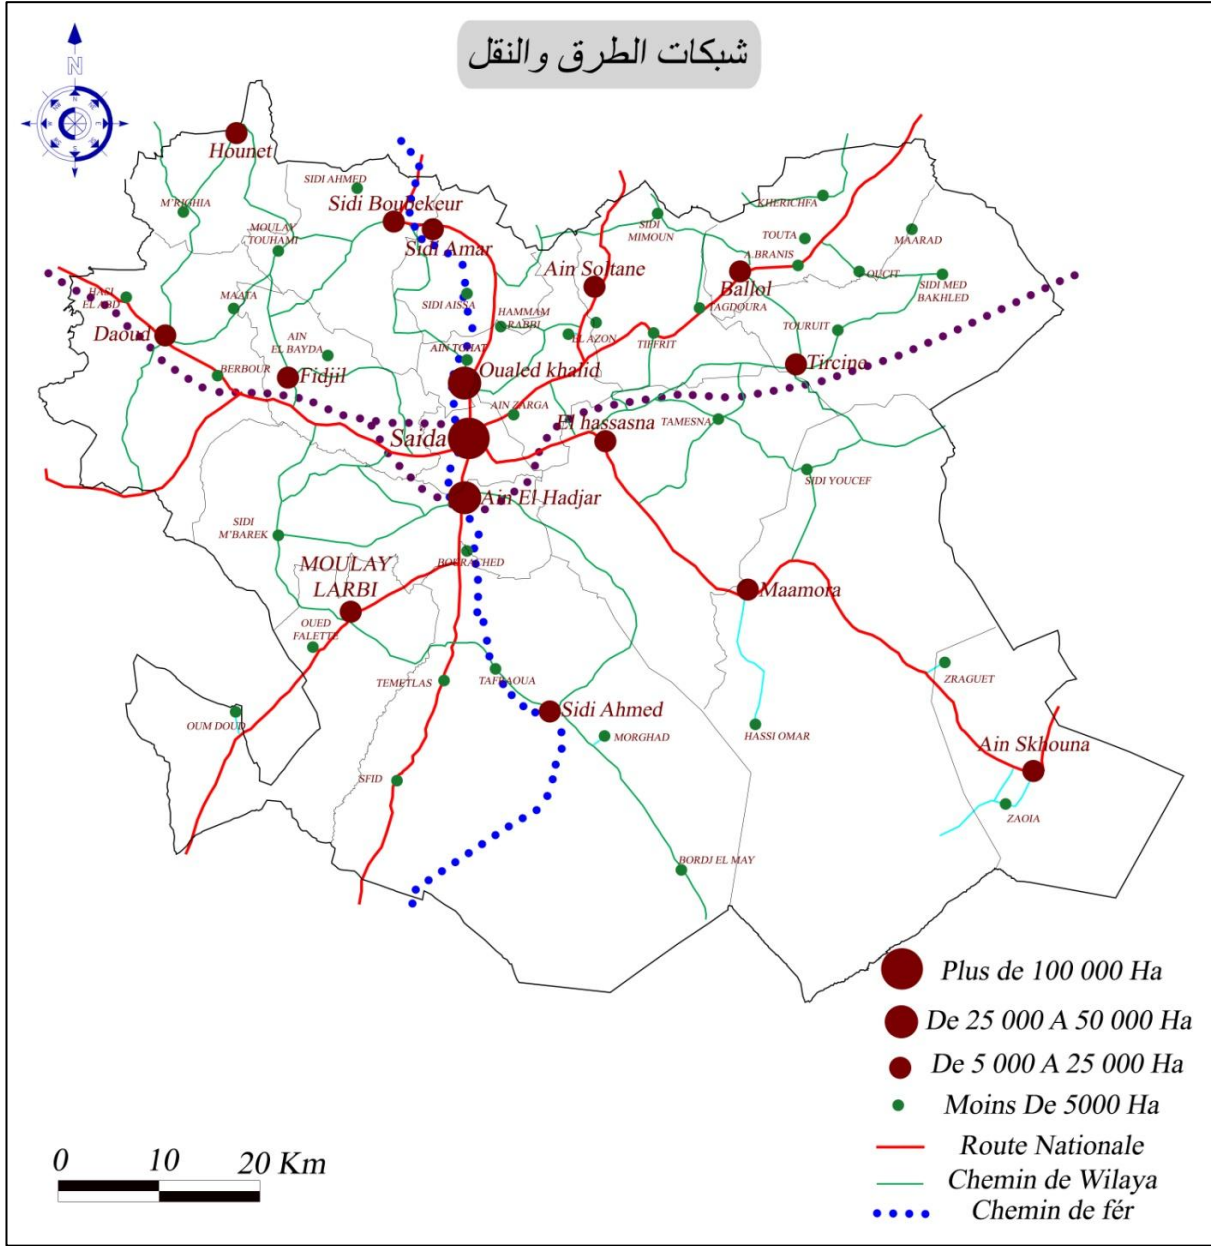 شبكات الطرق والنقل
N
Hounet
SIDI AHMED
M'RIGHIA
Sidi Boubekeur
KHERICHFA
MOULAY
TOUHAMI
Sidi Amar
SIDI
MIMOUN
TOUTA
MAARAD
A.BRANIS
Ain Soltane
OUCIT
Ballol
SIDI MED
BAKHLED
HASI
EL ABD
MAATA
SIDI AISSA
HAMMAM
RABBI
TAGDOURA
Daoud
AIN
EL BAYDA
AIN TGHAT
EL AZON
TIFFRIT
TOURUIT
BERBOUR
Fidjil
Oualed khalid
Tircine
AIN ZARGA
El hassasna
TAMESNA
Saida
SIDI YOUCEF
Ain El Hadjar
SIDI
M'BAREK
BOURACHED
MOULAY
LARBI
Maamora
OUED
FALETTE
ZRAGUET
TEMETLAS
TAFRAOUA
OUM DOUD
Sidi Ahmed
MORGHAD
HASSI OMAR
Ain Skhouna
SFID
ZAOIA
BORDJ EL MAY
Plus de 100 000 Ha
De 25 000 A 50 000 Ha
De 5 000 A 25 000 Ha
Moins De 5000 Ha
Route Nationale
Chemin de Wilaya
Chemin de fér
0 10 20 Km